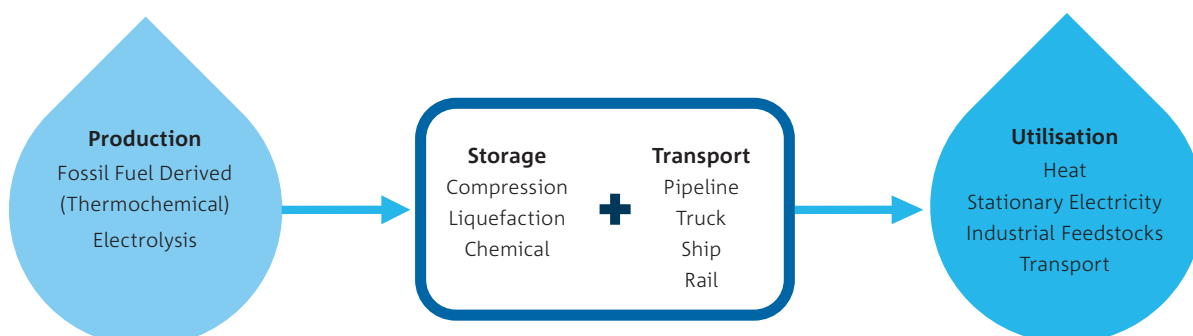 Production
Fossil Fuel Derived
(Thermochemical)
Electrolysis
Storage
Compression
Liquefaction
Chemical
Transport
Pipeline
Truck
Ship
Rail
Utilisation
Heat
Stationary Electricity
Industrial Feedstocks
Transport